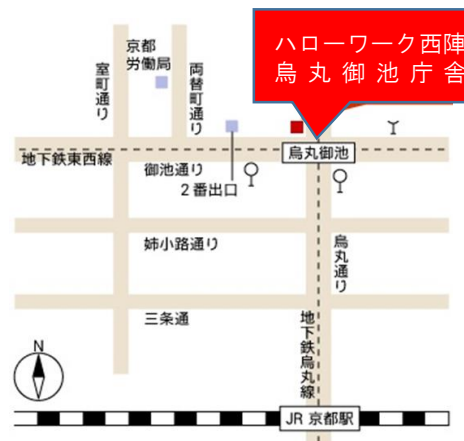 ハローワーク西陣
烏丸御池庁舎
京都
労働局
室町通り
両替町通り
地下鉄東西線
御池通り
2番出口
烏丸御池
姉小路通り
烏丸通り
三条通
地下鉄烏丸線
N
JR 京都駅